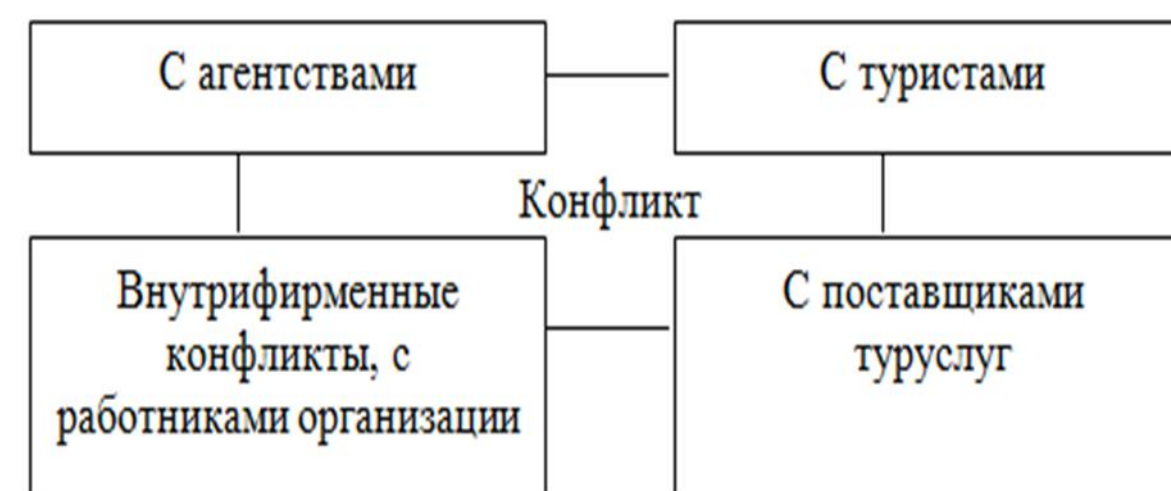 С агентствами
С туристами
Конфликт
Внутрифирменные
конфликты, с
работниками организации
С поставщиками
туруслуг